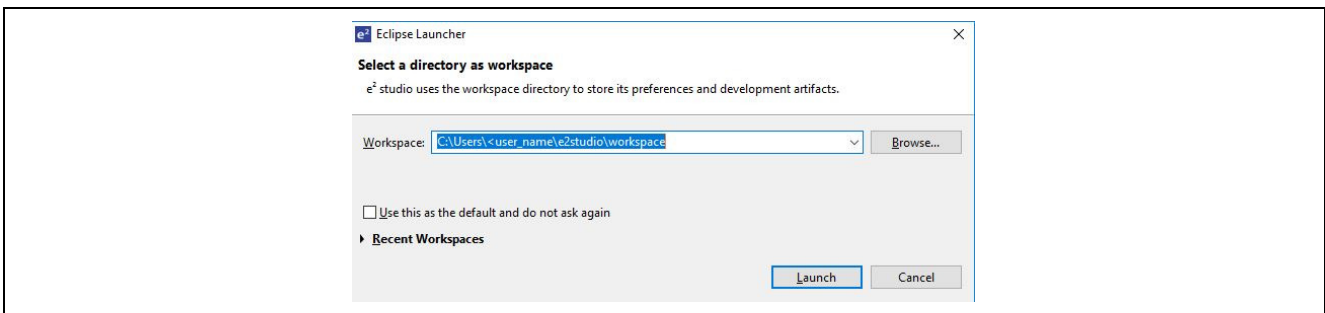 e² Eclipse Launcher
Select a directory as workspace
e² studio uses the workspace directory to store its preferences and development artifacts.
Workspace: C:\Users\<user_name\e2studio\workspace Browse...
Use this as the default and do not ask again
Recent Workspaces
Launch Cancel